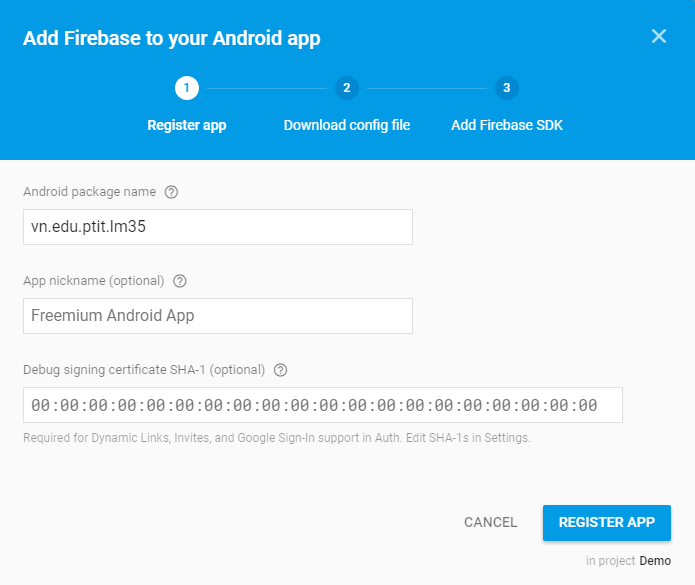 Add Firebase to your Android app
1 2 3
Register app Download config file Add Firebase SDK
Android package name ?
vn.edu.ptit.lm35
App nickname (optional) ?
Freemium Android App
Debug signing certificate SHA-1 (optional) ?
00:00:00:00:00:00:00:00:00:00:00:00:00:00:00:00:00:00:00:00
Required for Dynamic Links, Invites, and Google Sign-In support in Auth. Edit SHA-1s in Settings.
CANCEL REGISTER APP
in project Demo